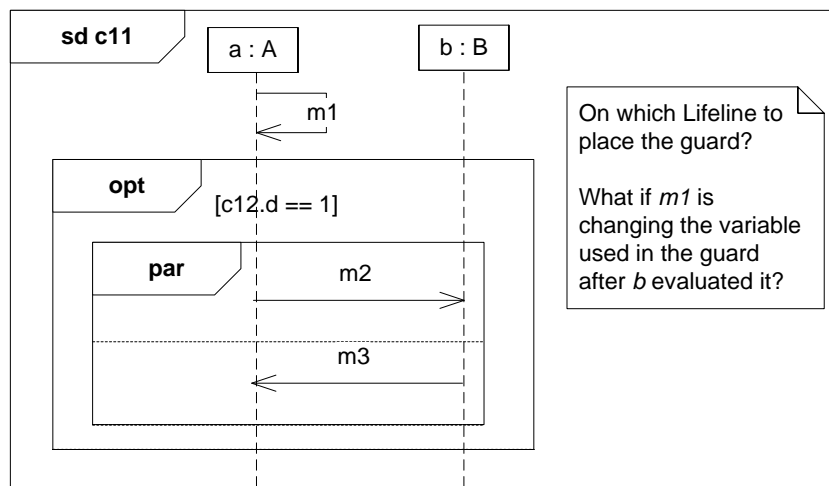 sd c11
a : A
b : B
m1
On which Lifeline to
place the guard?
What if m1 is
changing the variable
used in the guard
after b evaluated it?
opt
[c12.d == 1]
par
m2
m3